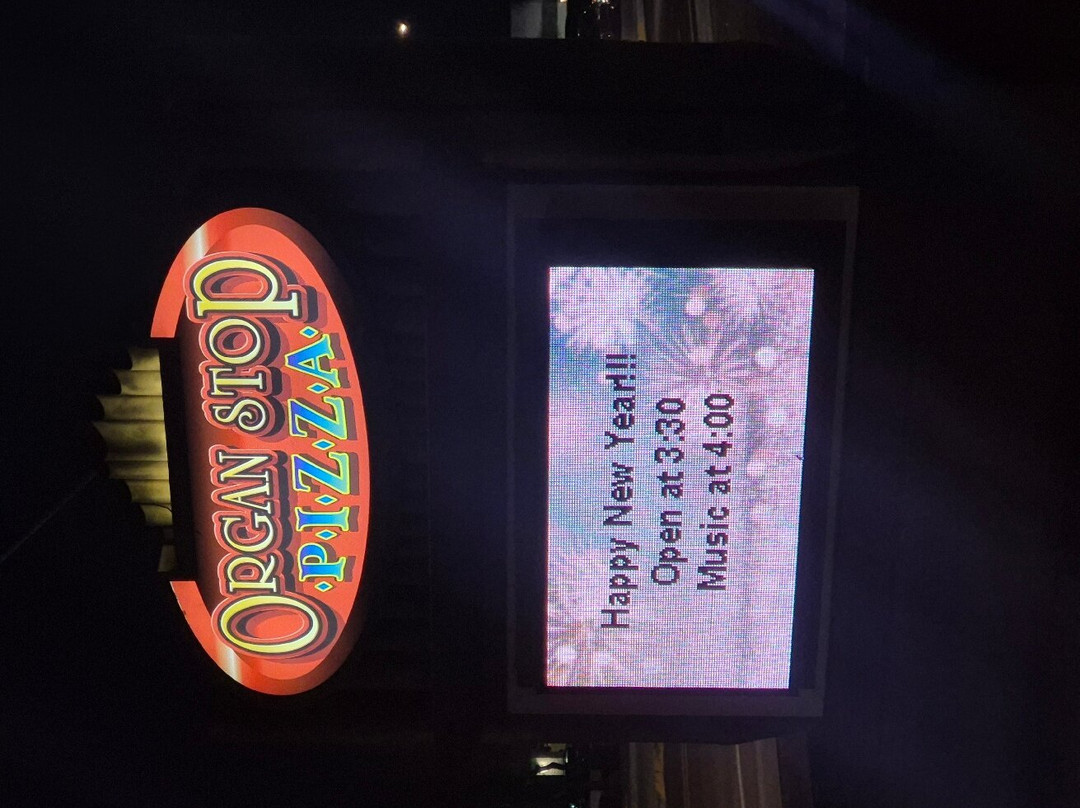 ORGAN STOP
·P·I·Z·Z·A·
Happy New Year!!!
Open at 3:30
Music at 4:00